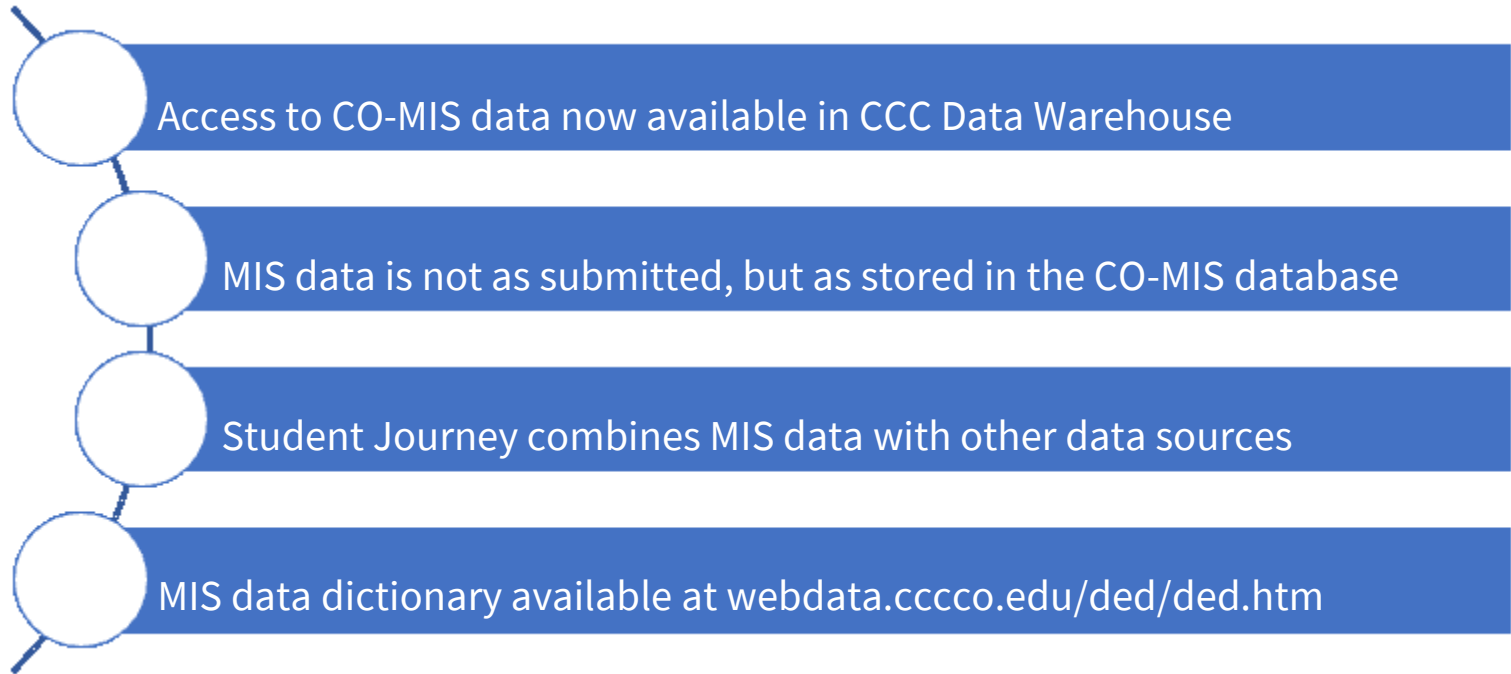 Access to CO-MIS data now available in CCC Data Warehouse
MIS data is not as submitted, but as stored in the CO-MIS database
Student Journey combines MIS data with other data sources
MIS data dictionary available at webdata.cccco.edu/ded/ded.htm